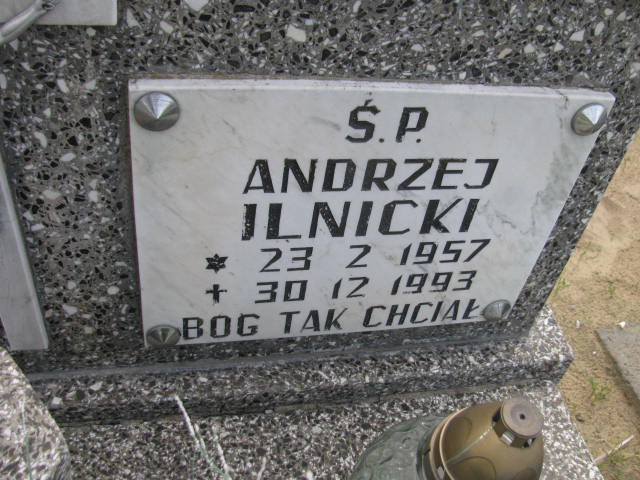 Ś.P.
ANDRZEJ
ILNICKI
23 2 1957
30 12 1993
BOG TAK CHCIAŁ